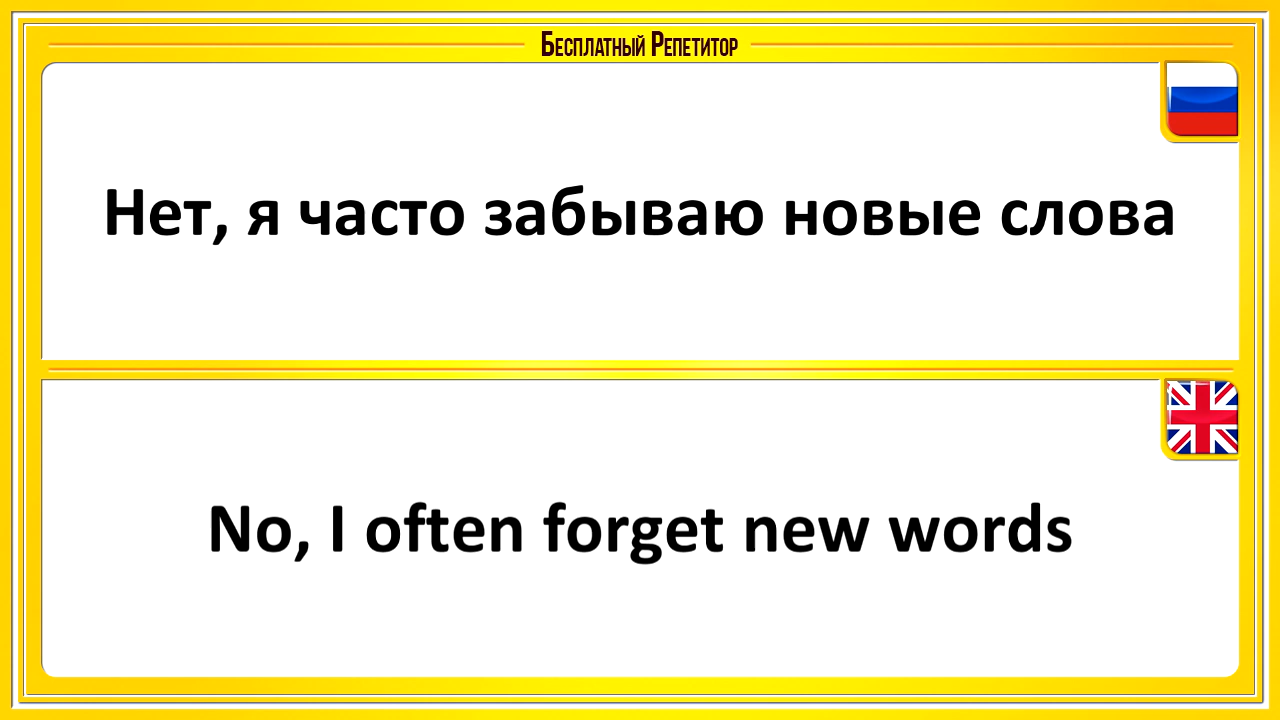 Бесплатный Репетитор
Нет, я часто забываю новые слова
No, I often forget new words